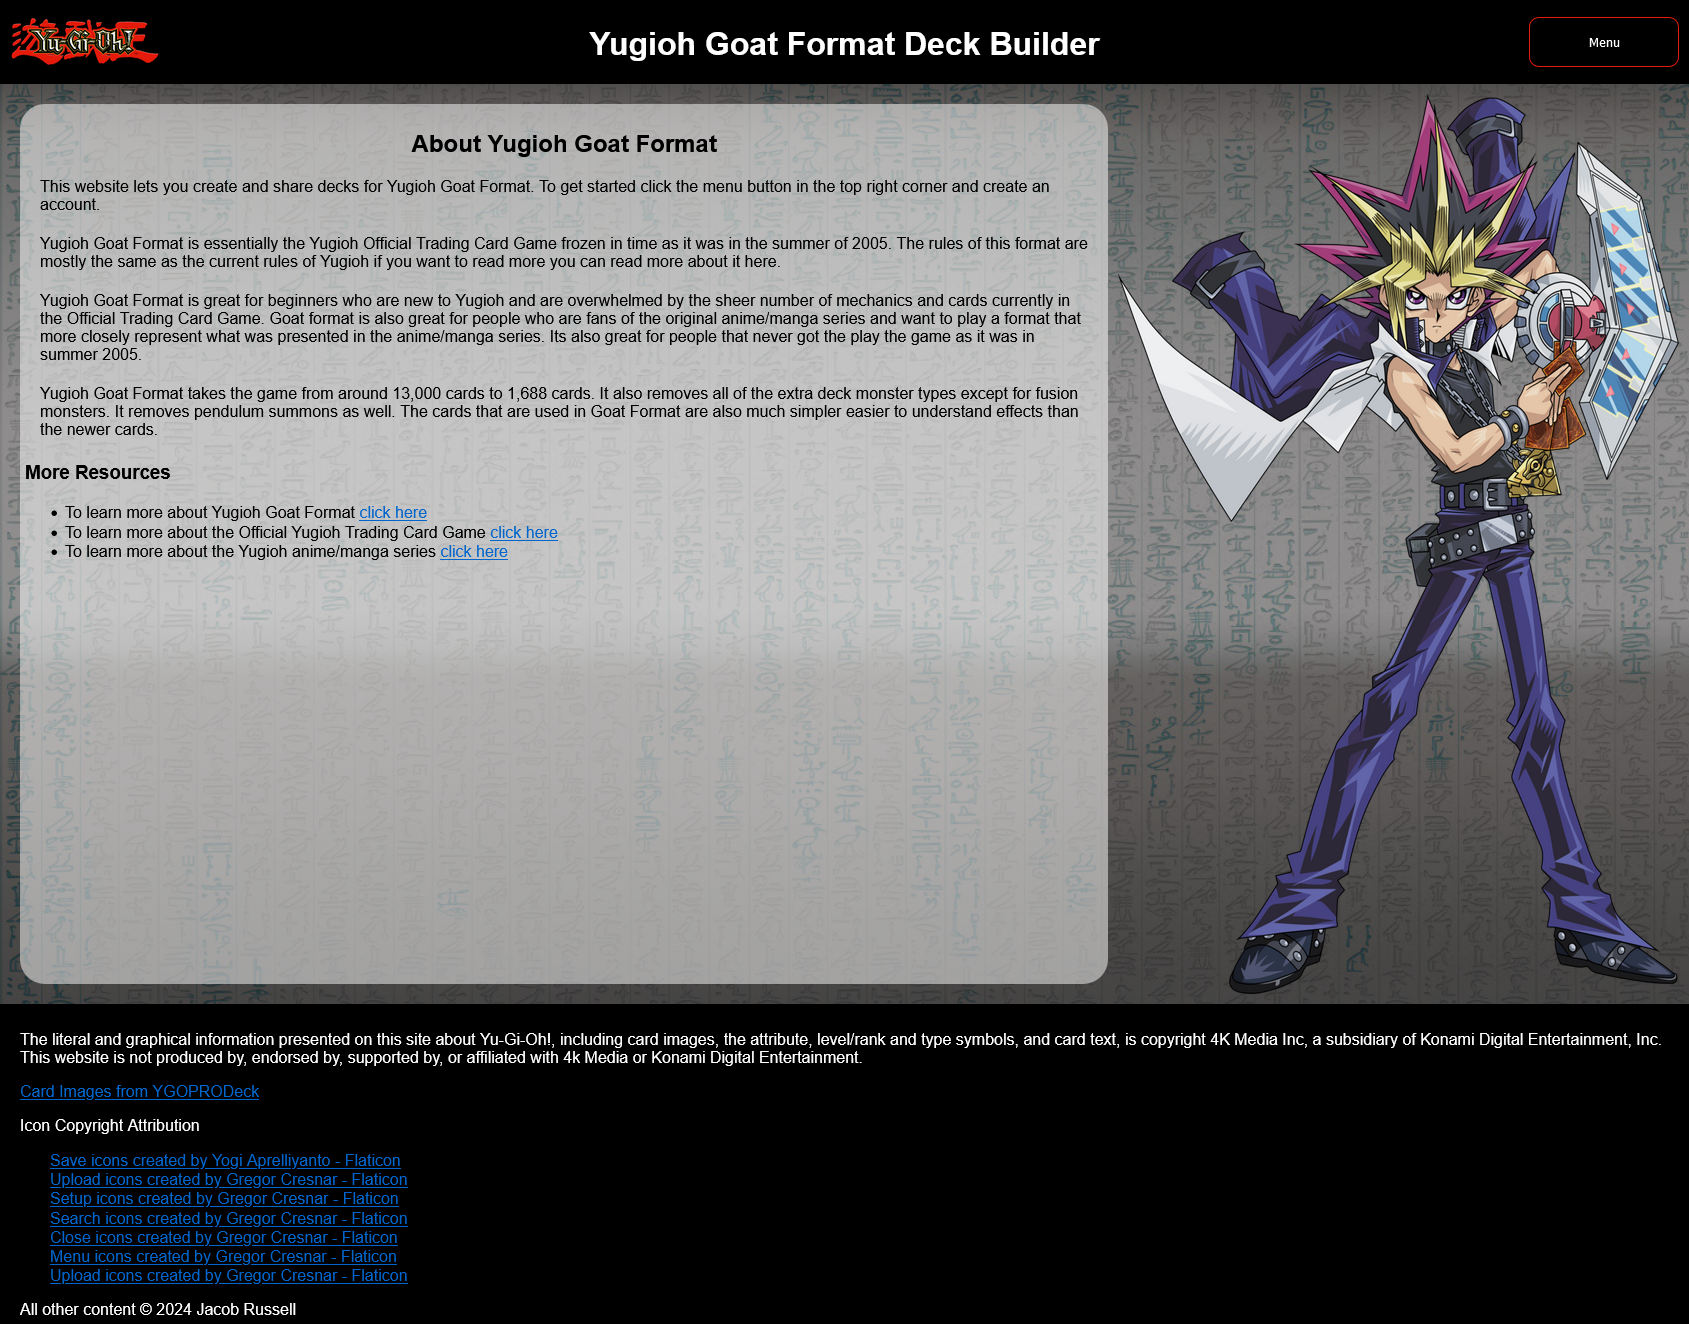 Yu-Gi-Oh!
Yugioh Goat Format Deck Builder
Menu
About Yugioh Goat Format
This website lets you create and share decks for Yugioh Goat Format. To get started click the menu button in the top right corner and create an
account.
Yugioh Goat Format is essentially the Yugioh Official Trading Card Game frozen in time as it was in the summer of 2005. The rules of this format are
mostly the same as the current rules of Yugioh if you want to read more you can read more about it here.
Yugioh Goat Format is great for beginners who are new to Yugioh and are overwhelmed by the sheer number of mechanics and cards currently in
the Official Trading Card Game. Goat format is also great for people who are fans of the original anime/manga series and want to play a format that
more closely represent what was presented in the anime/manga series. Its also great for people that never got the play the game as it was in
summer 2005.
Yugioh Goat Format takes the game from around 13,000 cards to 1,688 cards. It also removes all of the extra deck monster types except for fusion
monsters. It removes pendulum summons as well. The cards that are used in Goat Format are also much simpler easier to understand effects than
the newer cards.
More Resources
• To learn more about Yugioh Goat Format click here
• To learn more about the Official Yugioh Trading Card Game click here
• To learn more about the Yugioh anime/manga series click here
The literal and graphical information presented on this site about Yu-Gi-Oh!, including card images, the attribute, level/rank and type symbols, and card text, is copyright 4K Media Inc, a subsidiary of Konami Digital Entertainment, Inc.
This website is not produced by, endorsed by, supported by, or affiliated with 4k Media or Konami Digital Entertainment.
Card Images from YGOPRODeck
Icon Copyright Attribution
Save icons created by Yogi Aprelliyanto - Flaticon
Upload icons created by Gregor Cresnar - Flaticon
Setup icons created by Gregor Cresnar - Flaticon
Search icons created by Gregor Cresnar - Flaticon
Close icons created by Gregor Cresnar - Flaticon
Menu icons created by Gregor Cresnar - Flaticon
Upload icons created by Gregor Cresnar - Flaticon
All other content © 2024 Jacob Russell